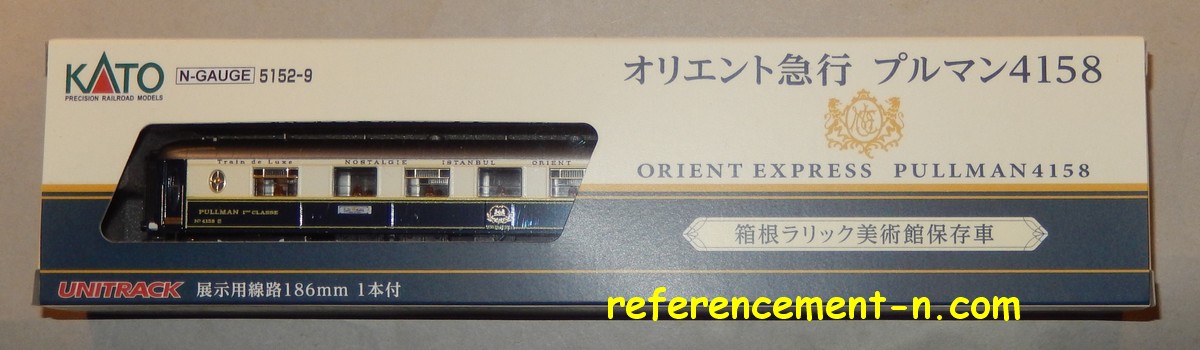 KATO
PRECISION RAILROAD MODELS
N-GAUGE 5152-9
オリエント急行 プルマン4158
ORIENT EXPRESS PULLMAN4158
Train de Luxe NOSTALGIE ISTANBUL ORIENT
PULLMAN 1ère CLASSE
No 4158 E
箱根ラリック美術館保存車
UNITRACK 展示用線路186mm 1本付
referencement-n.com